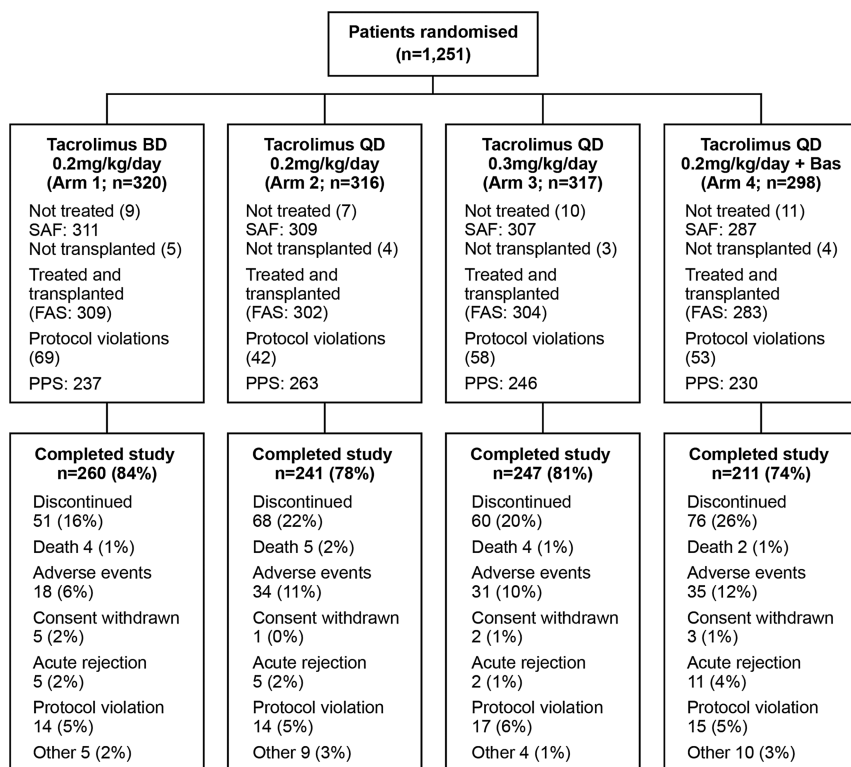 Patients randomised
(n=1,251)
Tacrolimus BD
0.2mg/kg/day
(Arm 1; n=320)
Not treated (9)
SAF: 311
Not transplanted (5)
Treated and
transplanted
(FAS: 309)
Protocol violations
(69)
PPS: 237
Tacrolimus QD
0.2mg/kg/day
(Arm 2; n=316)
Not treated (7)
SAF: 309
Not transplanted (4)
Treated and
transplanted
(FAS: 302)
Protocol violations
(42)
PPS: 263
Tacrolimus QD
0.3mg/kg/day
(Arm 3; n=317)
Not treated (10)
SAF: 307
Not transplanted (3)
Treated and
transplanted
(FAS: 304)
Protocol violations
(58)
PPS: 246
Tacrolimus QD
0.2mg/kg/day + Bas
(Arm 4; n=298)
Not treated (11)
SAF: 287
Not transplanted (4)
Treated and
transplanted
(FAS: 283)
Protocol violations
(53)
PPS: 230
Completed study
n=260 (84%)
Discontinued
51 (16%)
Death 4 (1%)
Adverse events
18 (6%)
Consent withdrawn
5 (2%)
Acute rejection
5 (2%)
Protocol violation
14 (5%)
Other 5 (2%)
Completed study
n=241 (78%)
Discontinued
68 (22%)
Death 5 (2%)
Adverse events
34 (11%)
Consent withdrawn
1 (0%)
Acute rejection
5 (2%)
Protocol violation
14 (5%)
Other 9 (3%)
Completed study
n=247 (81%)
Discontinued
60 (20%)
Death 4 (1%)
Adverse events
31 (10%)
Consent withdrawn
2 (1%)
Acute rejection
2 (1%)
Protocol violation
17 (6%)
Other 4 (1%)
Completed study
n=211 (74%)
Discontinued
76 (26%)
Death 2 (1%)
Adverse events
35 (12%)
Consent withdrawn
3 (1%)
Acute rejection
11 (4%)
Protocol violation
15 (5%)
Other 10 (3%)